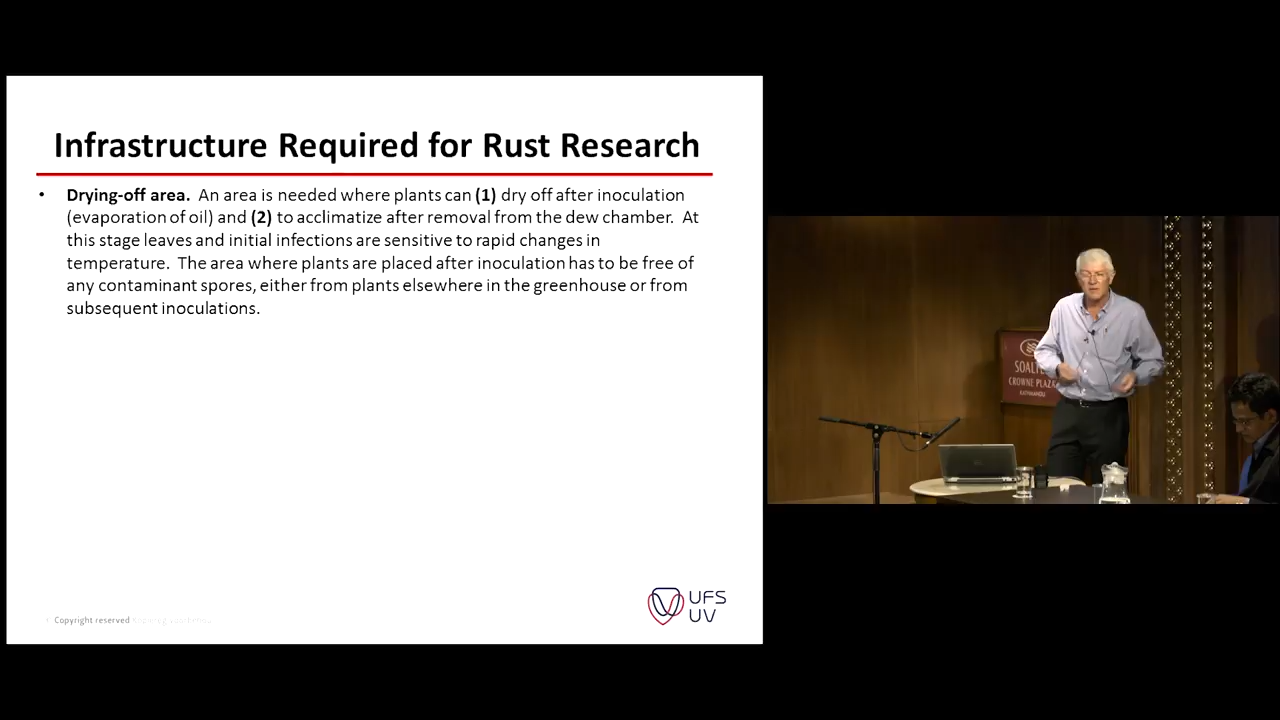 Infrastructure Required for Rust Research
• Drying-off area. An area is needed where plants can (1) dry off after inoculation
(evaporation of oil) and (2) to acclimatize after removal from the dew chamber. At
this stage leaves and initial infections are sensitive to rapid changes in
temperature. The area where plants are placed after inoculation has to be free of
any contaminant spores, either from plants elsewhere in the greenhouse or from
subsequent inoculations.
Copyright reserved
UFS
UV
CROWNE PLAZA
KATHMANDU